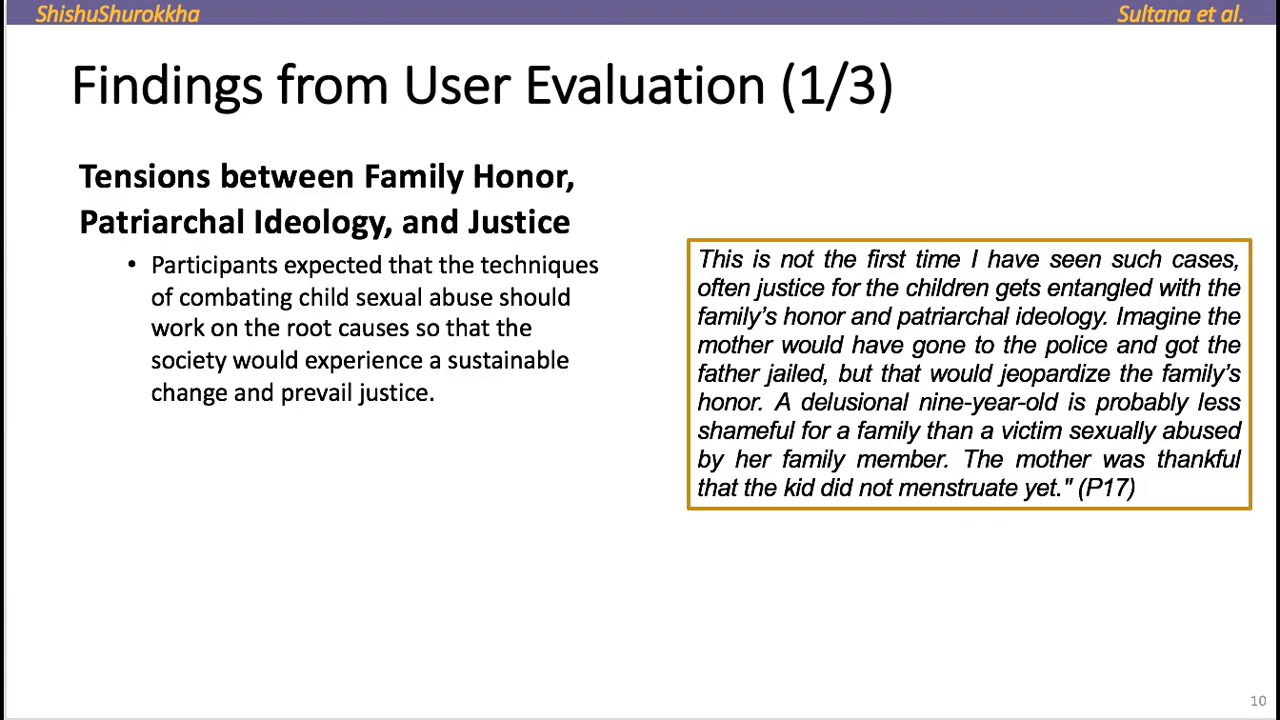 ShishuShurokkha
Sultana et al.
Findings from User Evaluation (1/3)
Tensions between Family Honor,
Patriarchal Ideology, and Justice
• Participants expected that the techniques
of combating child sexual abuse should
work on the root causes so that the
society would experience a sustainable
change and prevail justice.
This is not the first time I have seen such cases,
often justice for the children gets entangled with the
family’s honor and patriarchal ideology. Imagine the
mother would have gone to the police and got the
father jailed, but that would jeopardize the family’s
honor. A delusional nine-year-old is probably less
shameful for a family than a victim sexually abused
by her family member. The mother was thankful
that the kid did not menstruate yet." (P17)
10